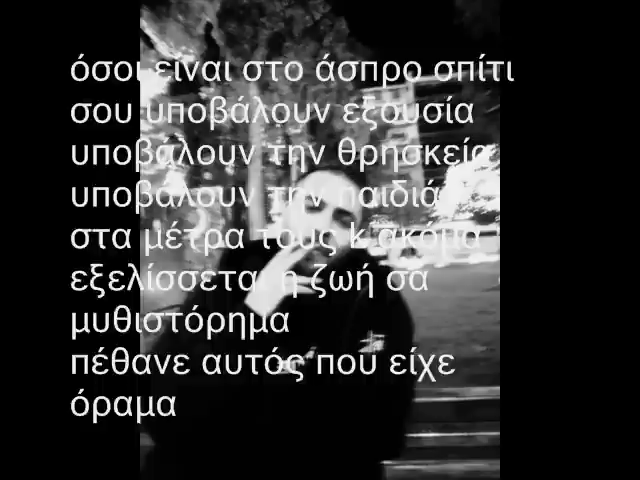 όσοι είναι στο άσπρο σπίτι
σου υποβάλουν εξουσία
υποβάλουν την θρησκεία
υποβάλουν την παιδιά
στα μέτρα τους k ακόμα
εξελίσσεται η ζωή σα
μυθιστόρημα
πέθανε αυτός που είχε
όραμα